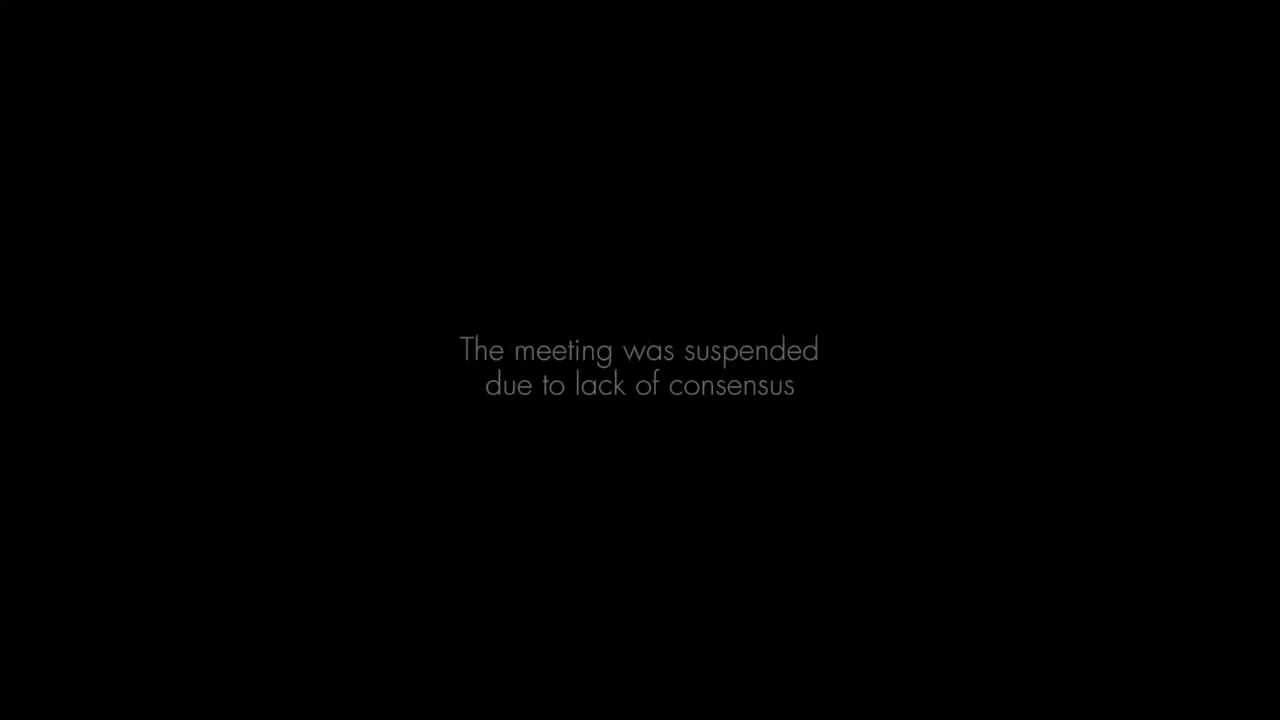 The meeting was suspended
due to lack of consensus